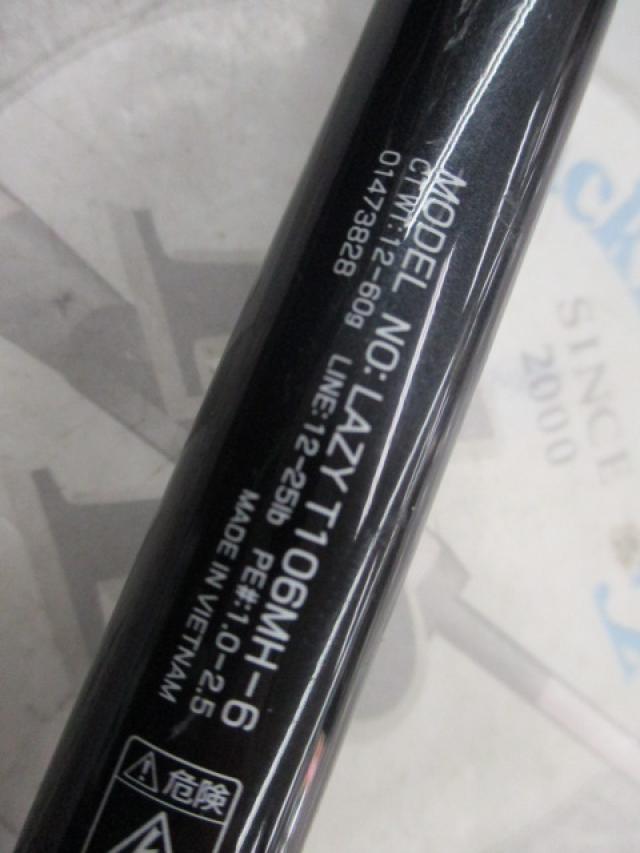 MODEL NO:LAZY T106MH-6
CTWT:12-60g LINE:12-25lb PE#:1.0-2.5
01473828 MADE IN VIETNAM
危険
SINCE
2000